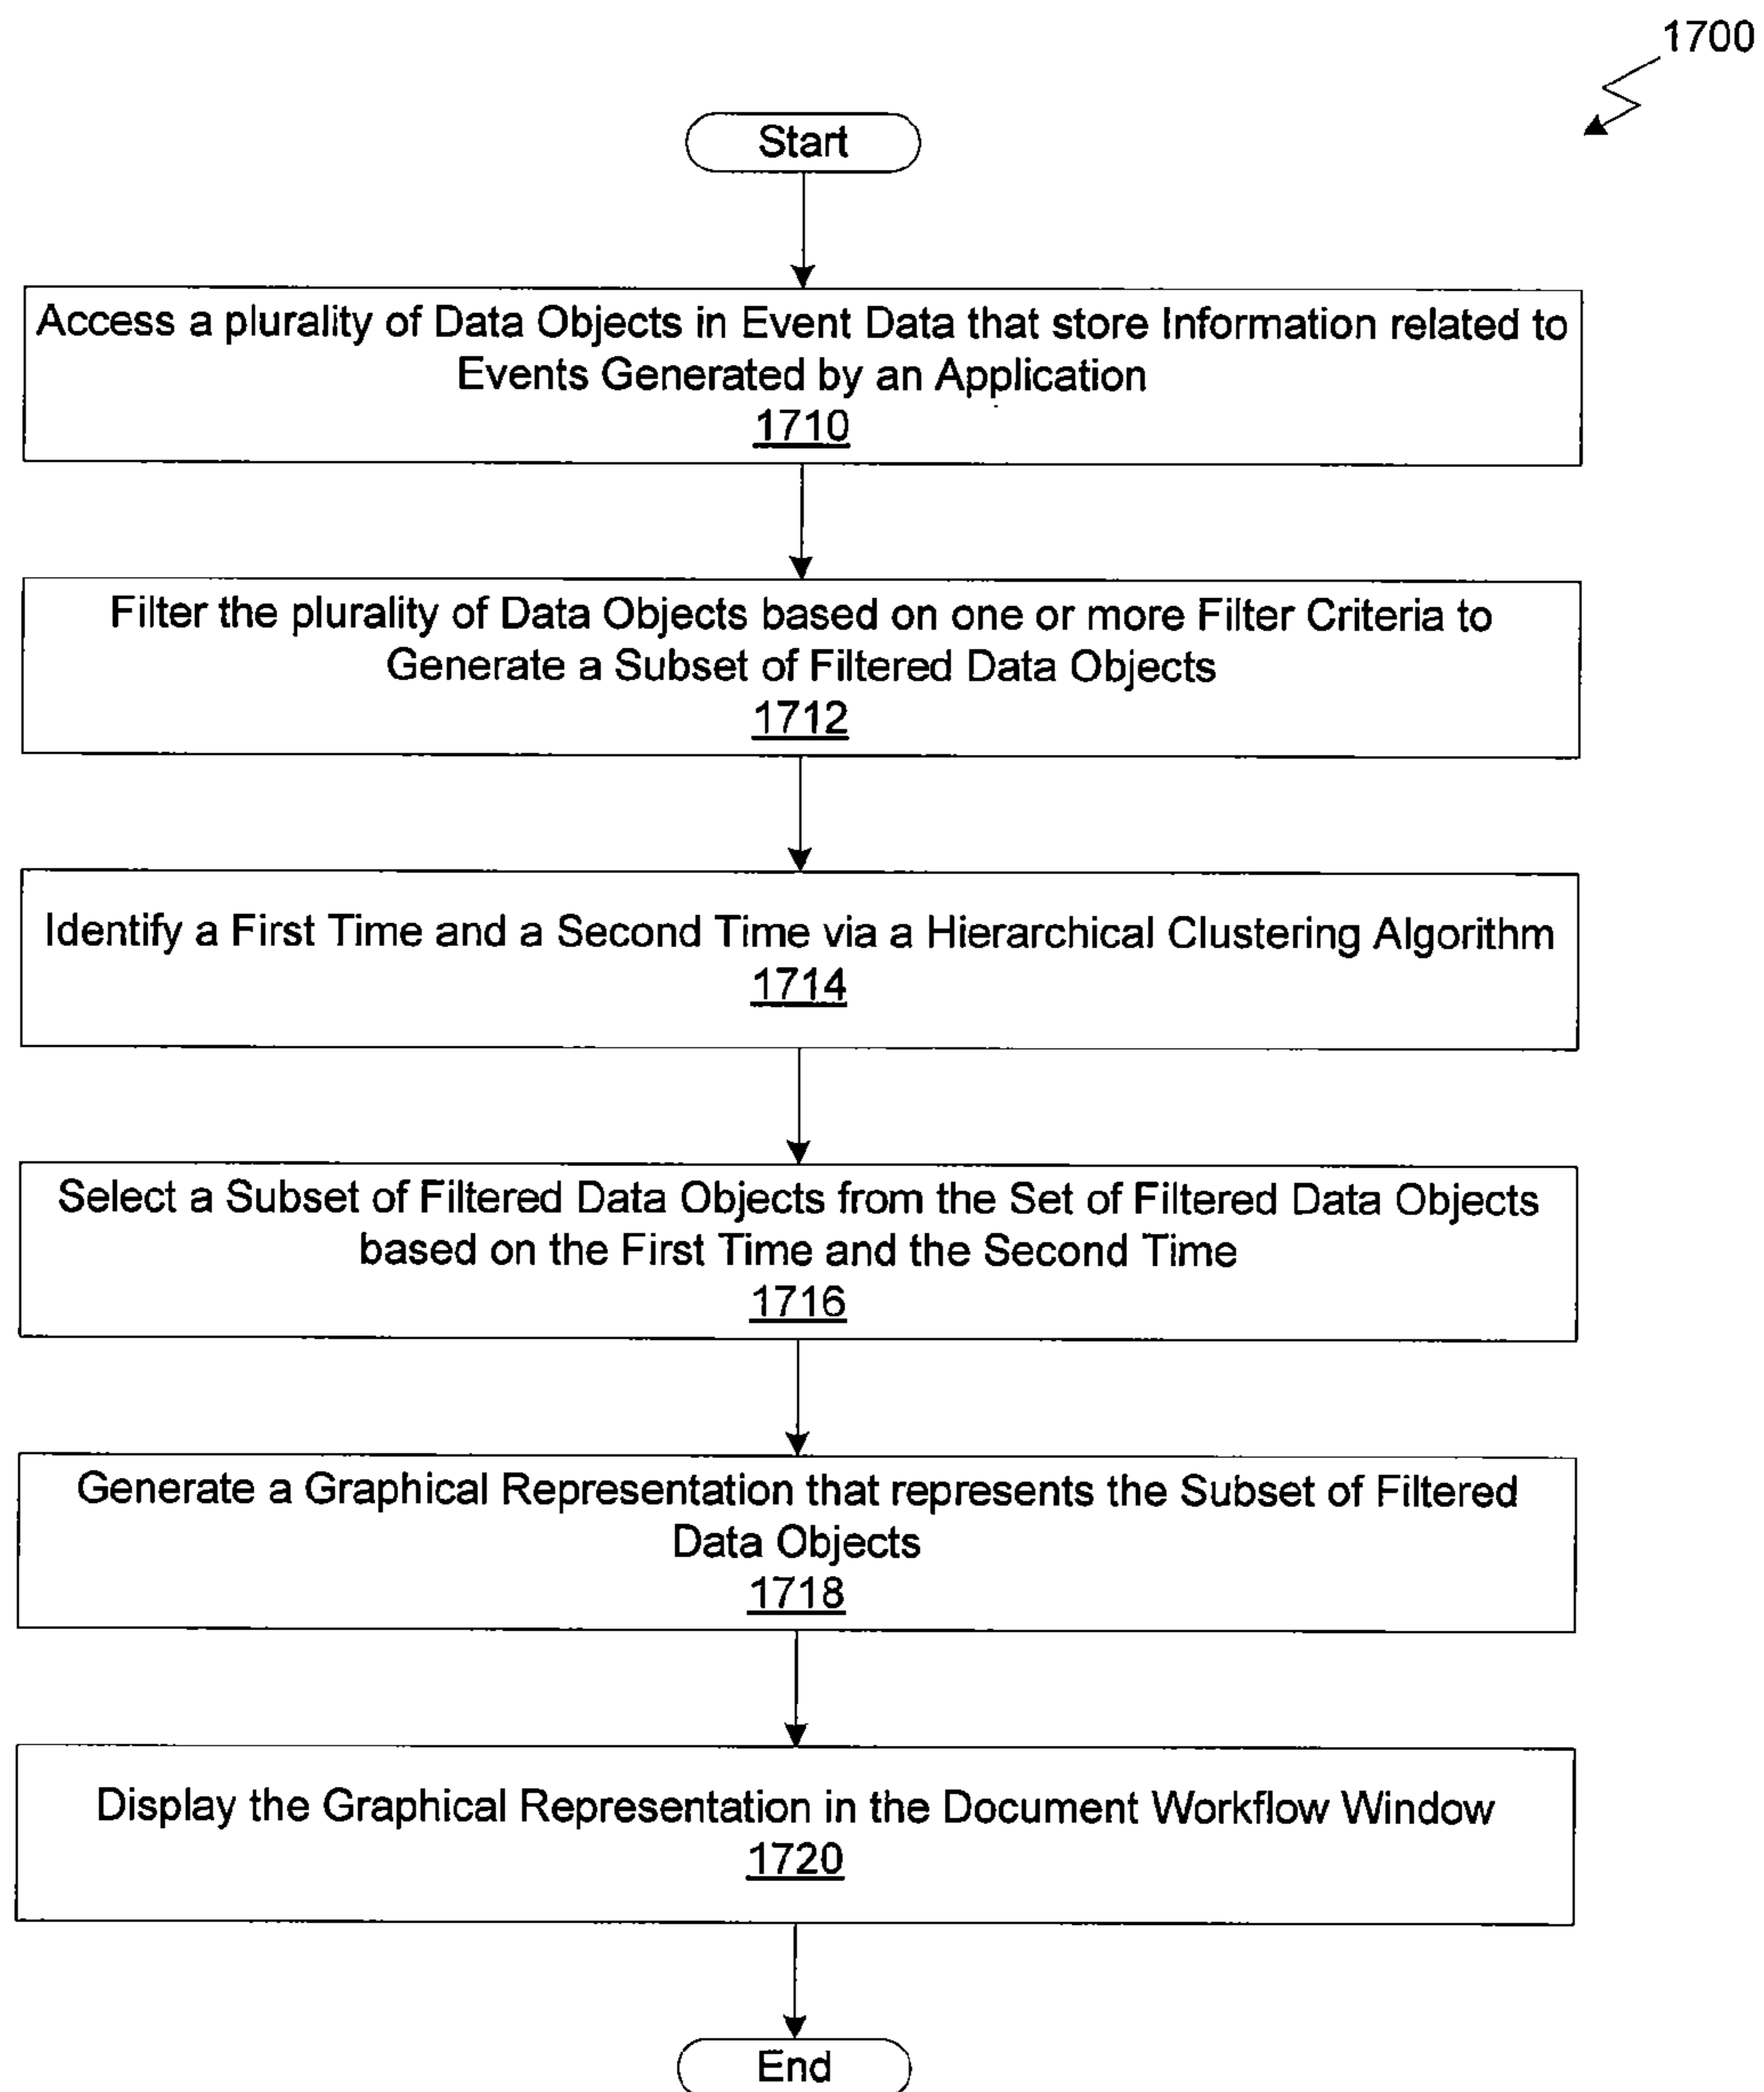 1700
Start
Access a plurality of Data Objects in Event Data that store Information related to
Events Generated by an Application
1710
Filter the plurality of Data Objects based on one or more Filter Criteria to
Generate a Subset of Filtered Data Objects
1712
Identify a First Time and a Second Time via a Hierarchical Clustering Algorithm
1714
Select a Subset of Filtered Data Objects from the Set of Filtered Data Objects
based on the First Time and the Second Time
1716
Generate a Graphical Representation that represents the Subset of Filtered
Data Objects
1718
Display the Graphical Representation in the Document Workflow Window
1720
End